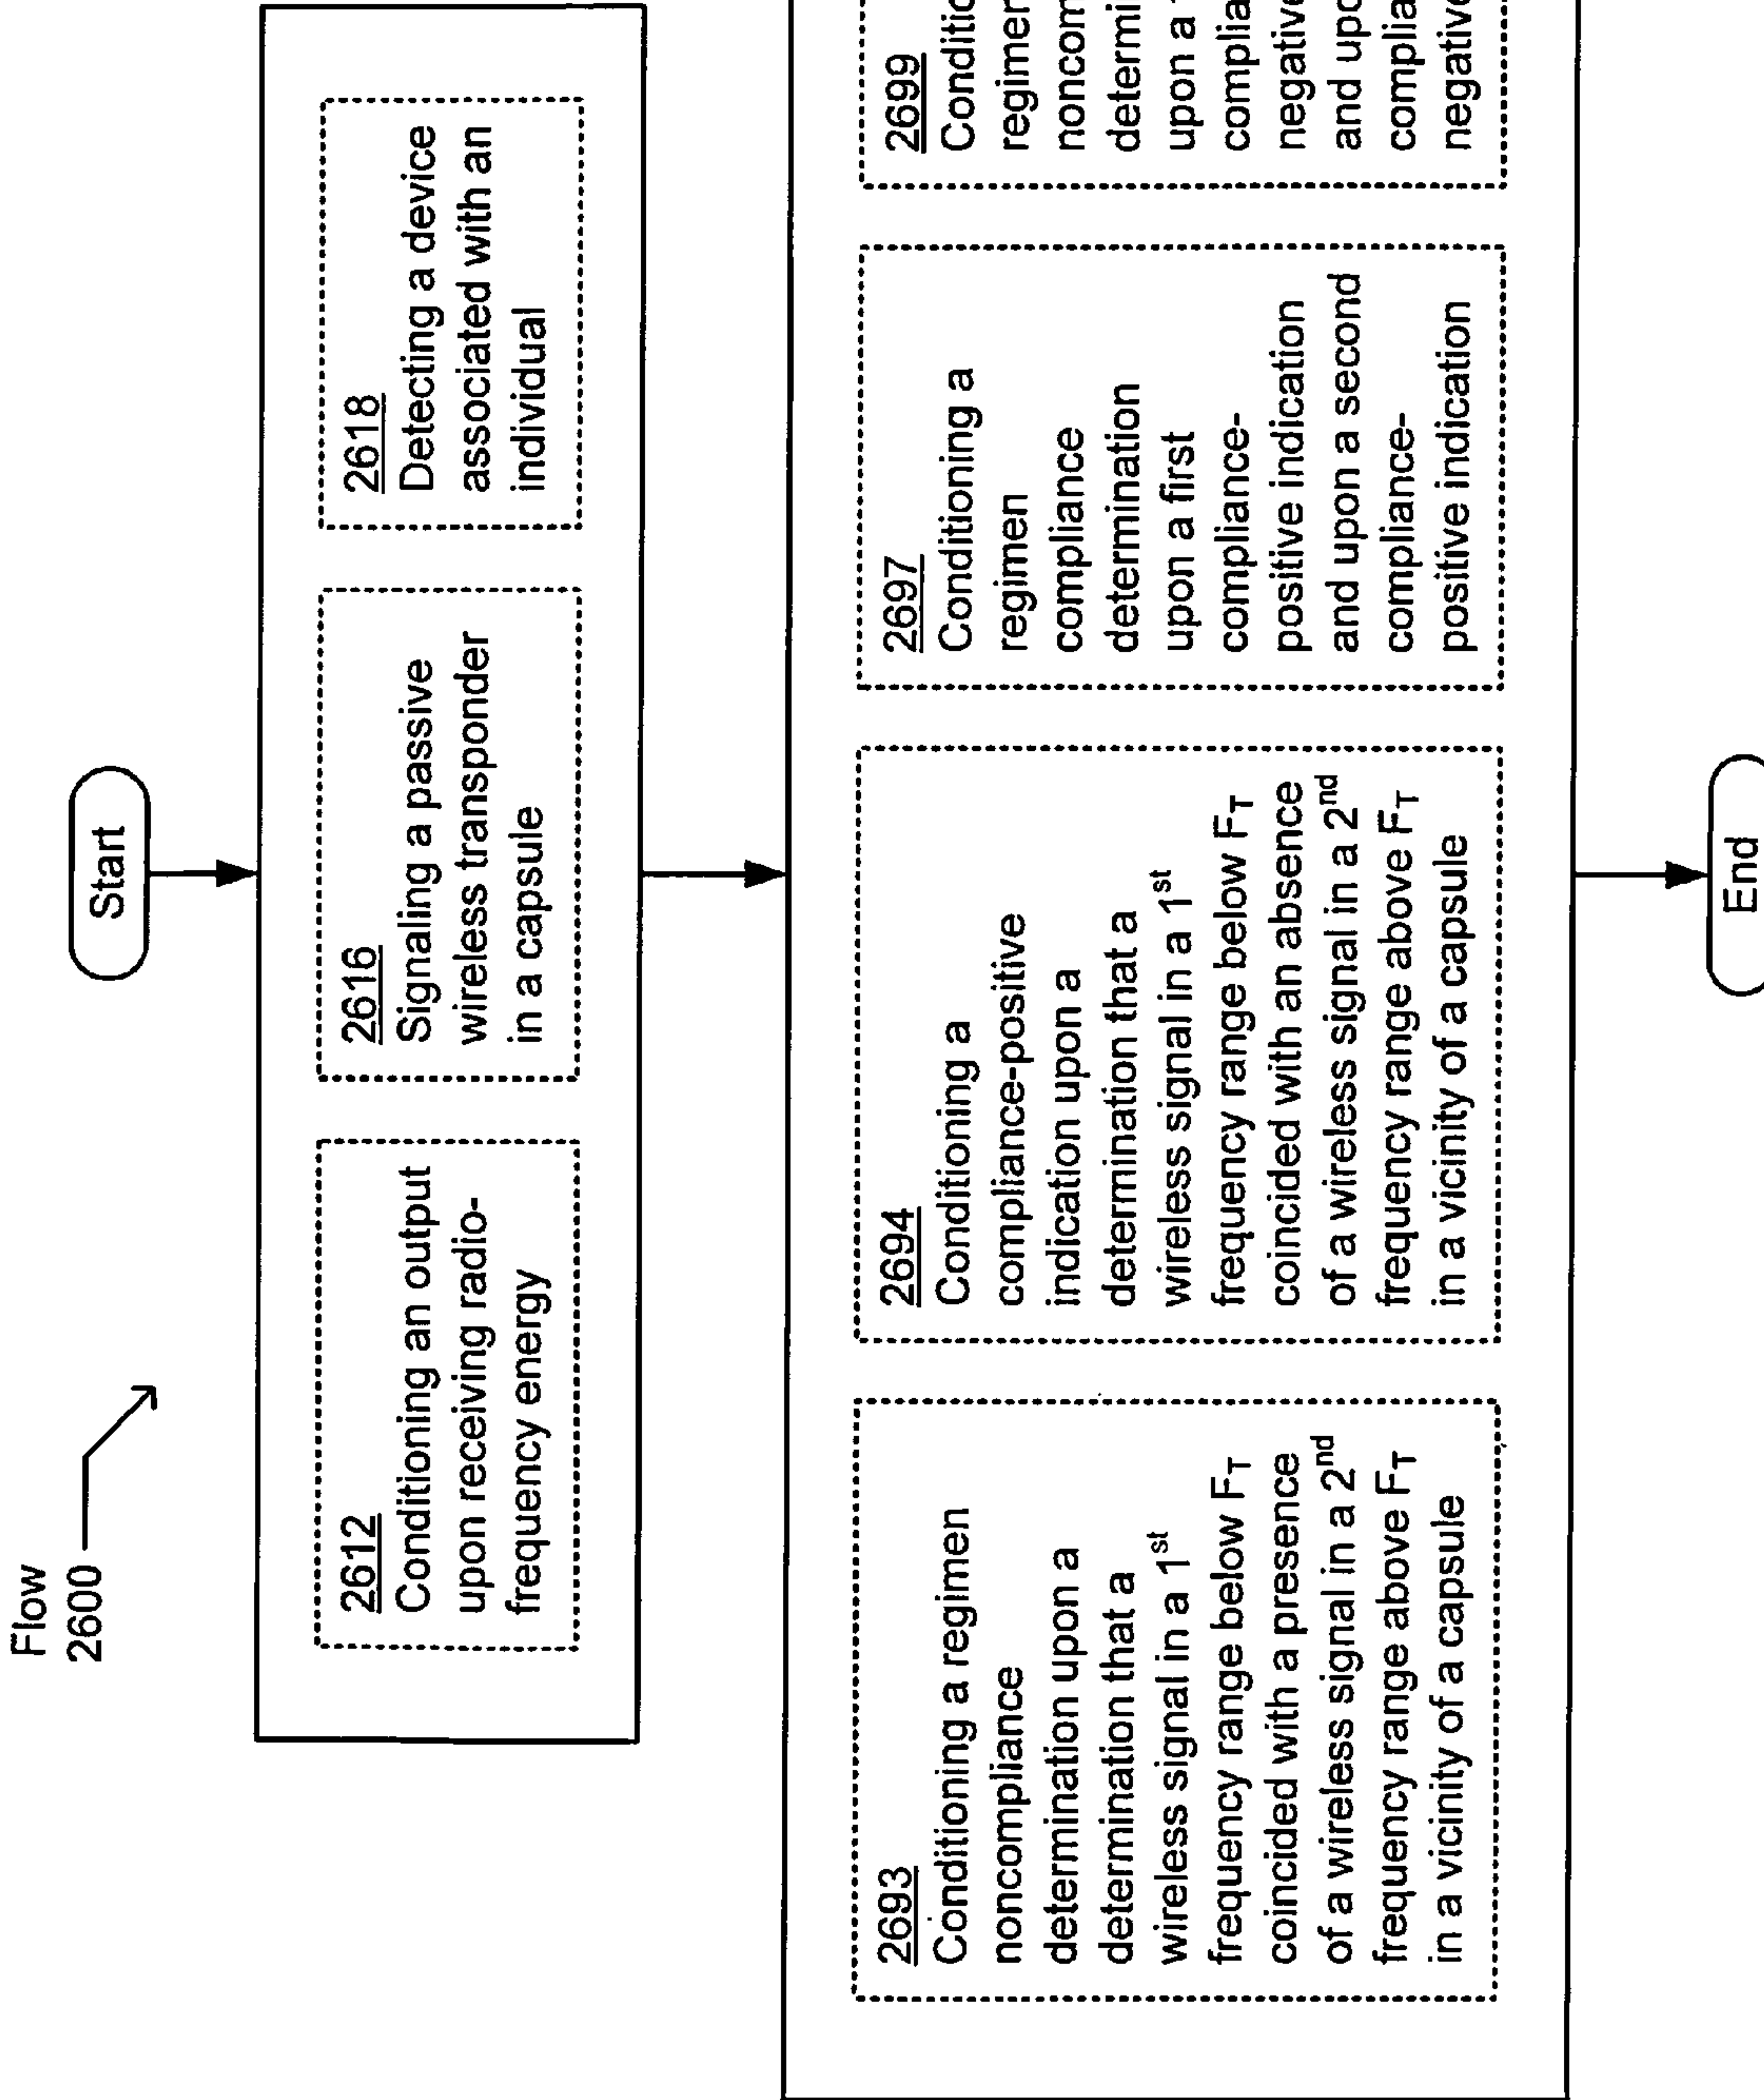 Flow
2600
Start
2612
Conditioning an output
upon receiving radio-
frequency energy
2616
Signaling a passive
wireless transponder
in a capsule
2618
Detecting a device
associated with an
individual
2693
Conditioning a regimen
noncompliance
determination upon a
determination that a
wireless signal in a 1st
frequency range below FT
coincided with a presence
of a wireless signal in a 2nd
frequency range above FT
in a vicinity of a capsule
2694
Conditioning a
compliance-positive
indication upon a
determination that a
wireless signal in a 1st
frequency range below FT
coincided with an absence
of a wireless signal in a 2nd
frequency range above FT
in a vicinity of a capsule
2697
Conditioning a
regimen
compliance
determination
upon a first
compliance-
positive indication
and upon a second
compliance-
positive indication
2699
regimen
upon a
negative
and
negative
End